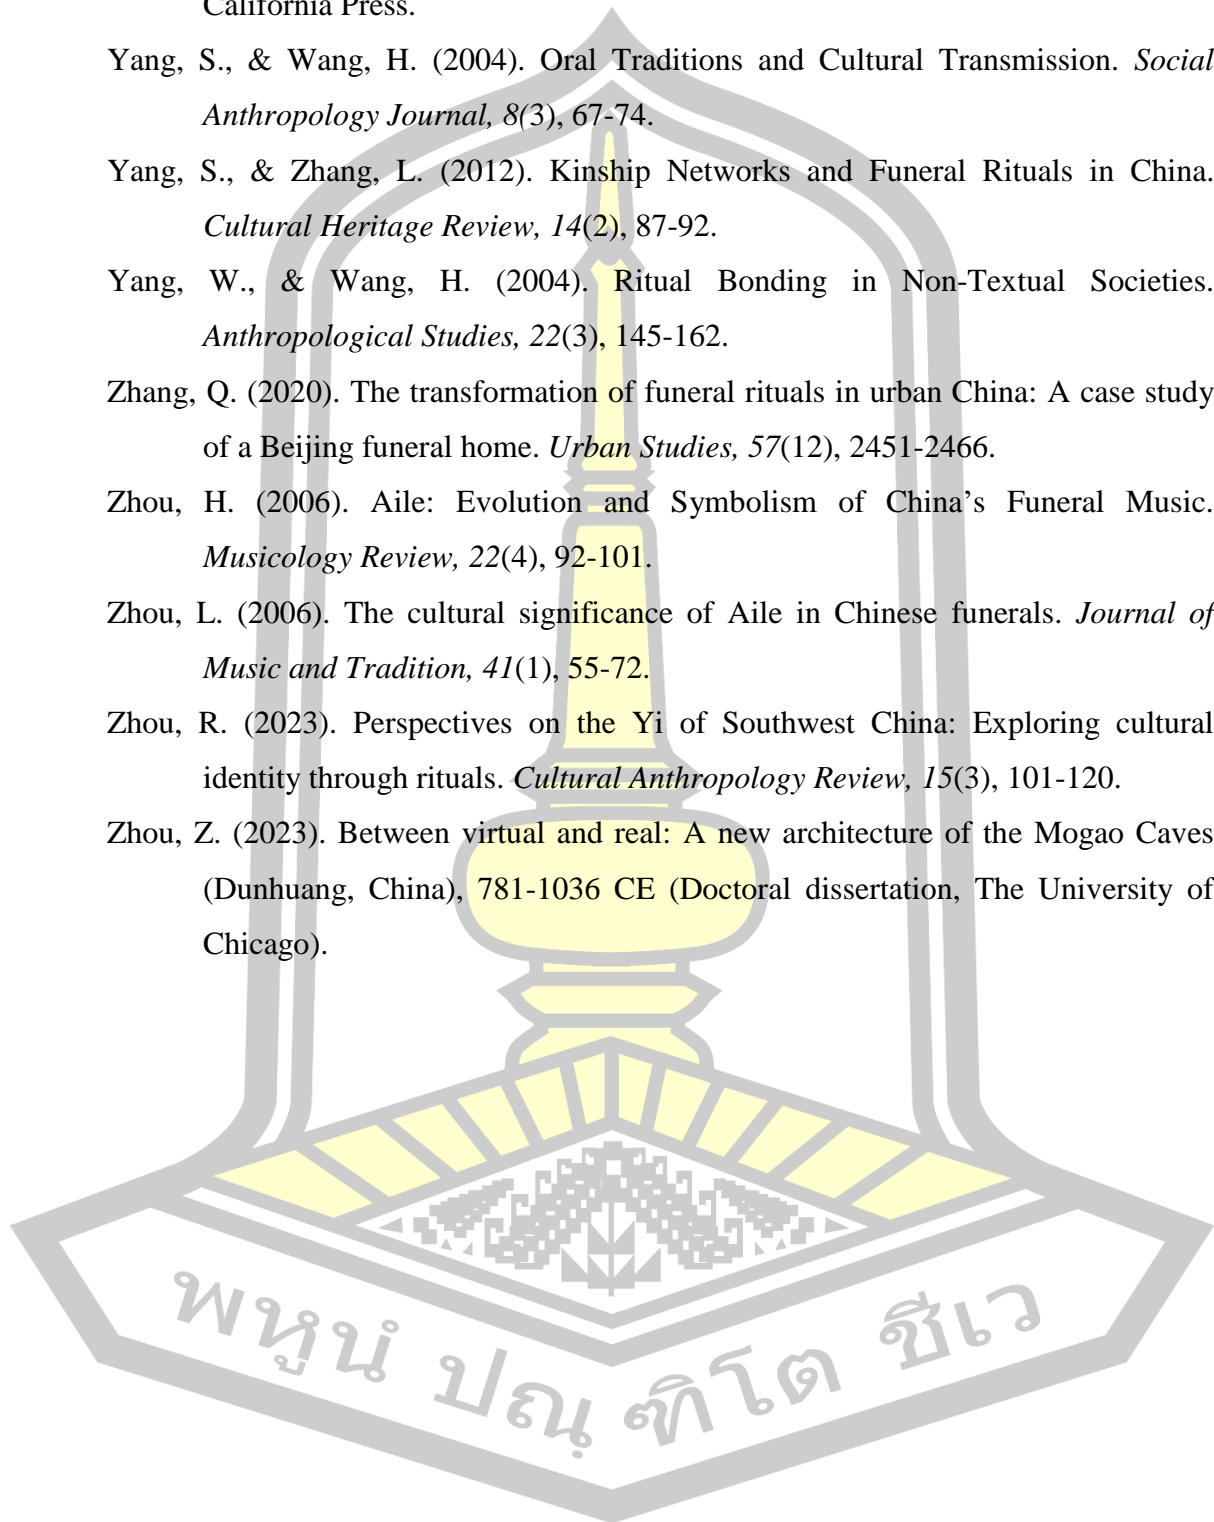 California Press.
Yang, S., & Wang, H. (2004). Oral Traditions and Cultural Transmission. Social
Anthropology Journal, 8(3), 67-74.
Yang, S., & Zhang, L. (2012). Kinship Networks and Funeral Rituals in China.
Cultural Heritage Review, 14(2), 87-92.
Yang, W., & Wang, H. (2004). Ritual Bonding in Non-Textual Societies.
Anthropological Studies, 22(3), 145-162.
Zhang, Q. (2020). The transformation of funeral rituals in urban China: A case study
of a Beijing funeral home. Urban Studies, 57(12), 2451-2466.
Zhou, H. (2006). Aile: Evolution and Symbolism of China’s Funeral Music.
Musicology Review, 22(4), 92-101.
Zhou, L. (2006). The cultural significance of Aile in Chinese funerals. Journal of
Music and Tradition, 41(1), 55-72.
Zhou, R. (2023). Perspectives on the Yi of Southwest China: Exploring cultural
identity through rituals. Cultural Anthropology Review, 15(3), 101-120.
Zhou, Z. (2023). Between virtual and real: A new architecture of the Mogao Caves
(Dunhuang, China), 781-1036 CE (Doctoral dissertation, The University of
Chicago).
พหูนํ ปณฺฑิโต ชีเว